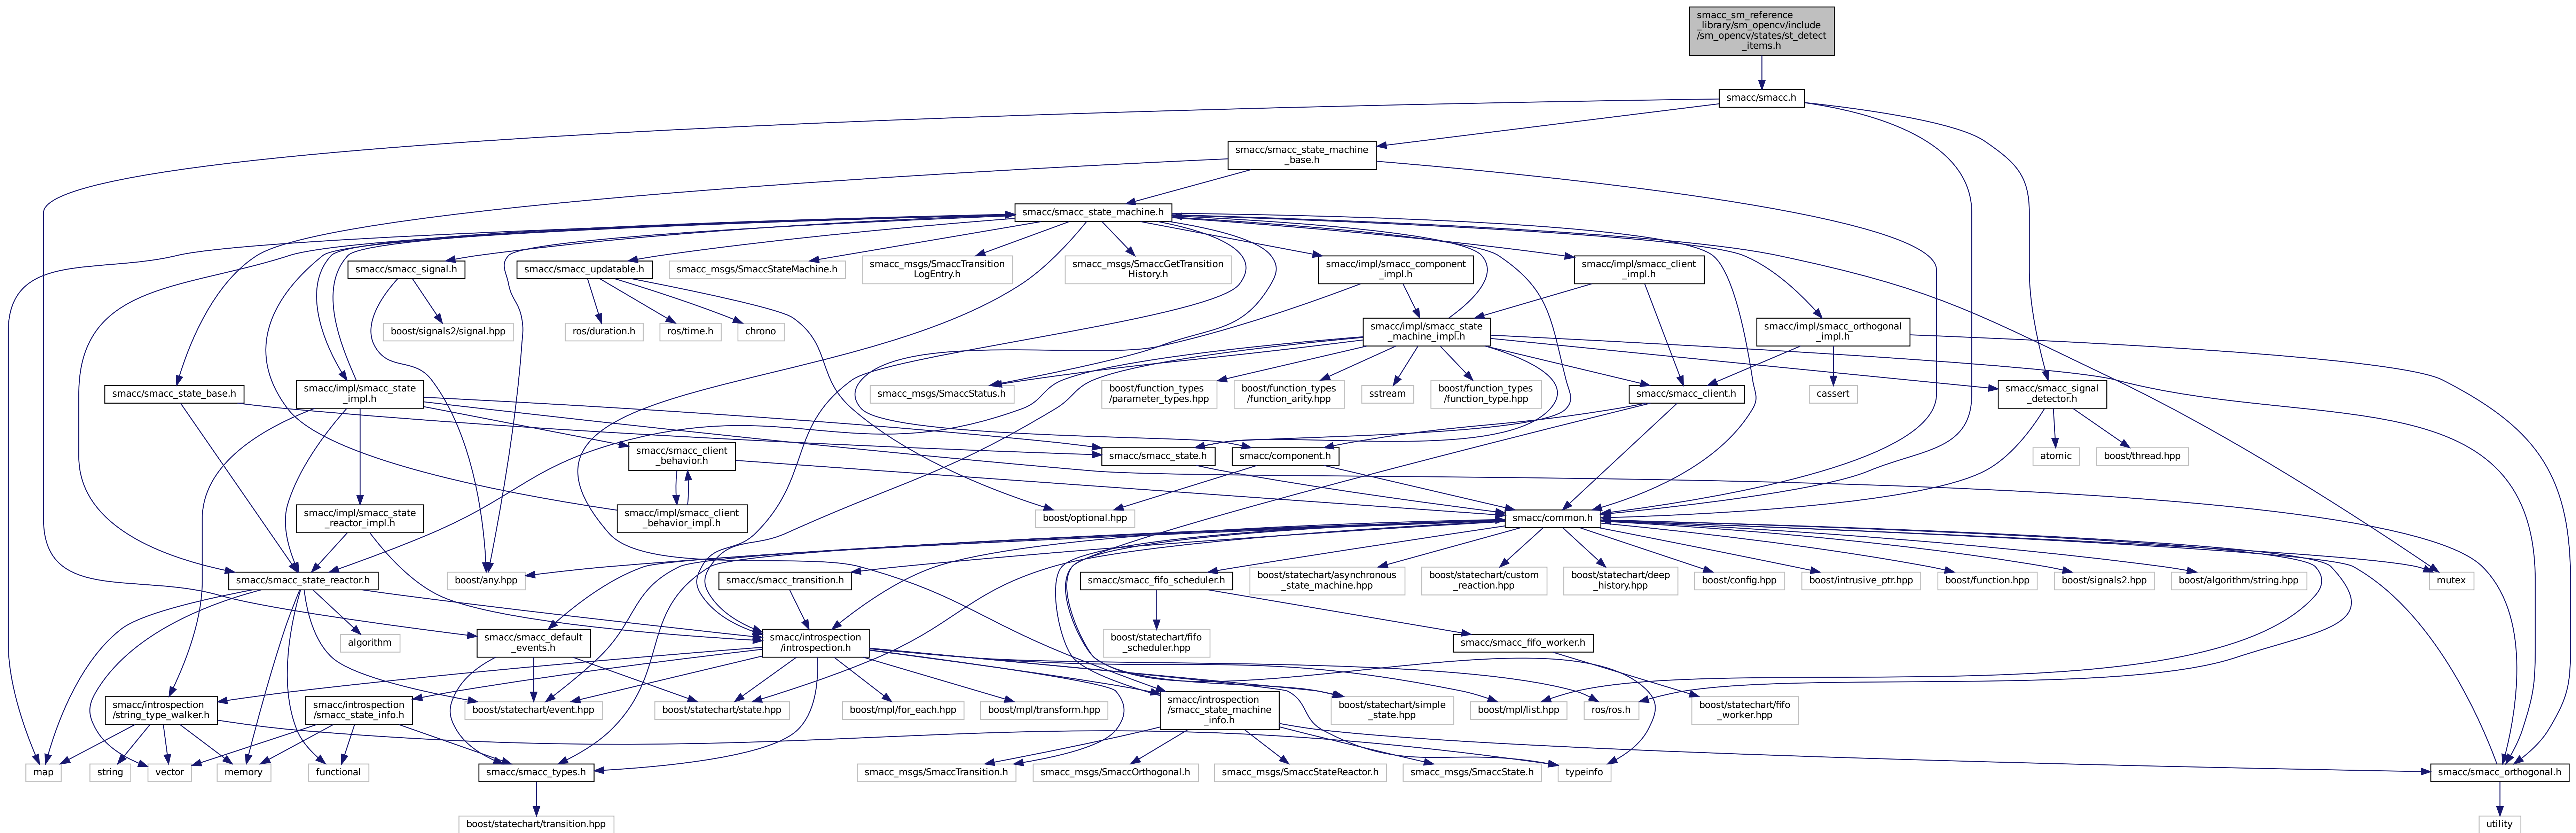 smacc_sm_reference
_library/sm_opencv/include
/sm_opencv/states/st_detect
_items.h
smacc/smacc.h
smacc/smacc_state_machine
_base.h
smacc/smacc_state_machine.h
smacc/smacc_signal.h
smacc/smacc_updatable.h
smacc_msgs/SmaccStateMachine.h
smacc_msgs/SmaccTransition
LogEntry.h
smacc_msgs/SmaccGetTransition
History.h
smacc/impl/smacc_component
_impl.h
smacc/impl/smacc_client
_impl.h
boost/signals2/signal.hpp
ros/duration.h
ros/time.h
chrono
smacc/impl/smacc_state
_machine_impl.h
smacc/impl/smacc_orthogonal
_impl.h
smacc/smacc_state_base.h
smacc/impl/smacc_state
_impl.h
smacc_msgs/SmaccStatus.h
boost/function_types
/parameter_types.hpp
boost/function_types
/function_arity.hpp
sstream
boost/function_types
/function_type.hpp
smacc/smacc_client.h
cassert
smacc/smacc_signal
_detector.h
smacc/smacc_client
_behavior.h
smacc/smacc_state.h
smacc/component.h
atomic
boost/thread.hpp
smacc/impl/smacc_state
_reactor_impl.h
smacc/impl/smacc_client
_behavior_impl.h
boost/optional.hpp
smacc/common.h
smacc/smacc_state_reactor.h
boost/any.hpp
smacc/smacc_transition.h
smacc/smacc_fifo_scheduler.h
boost/statechart/asynchronous
_state_machine.hpp
boost/statechart/custom
_reaction.hpp
boost/statechart/deep
_history.hpp
boost/config.hpp
boost/intrusive_ptr.hpp
boost/function.hpp
boost/signals2.hpp
boost/algorithm/string.hpp
mutex
algorithm
smacc/smacc_default
_events.h
smacc/introspection
/introspection.h
boost/statechart/fifo
_scheduler.hpp
smacc/smacc_fifo_worker.h
smacc/introspection
/string_type_walker.h
smacc/introspection
/smacc_state_info.h
boost/statechart/event.hpp
boost/statechart/state.hpp
boost/mpl/for_each.hpp
boost/mpl/transform.hpp
smacc/introspection
/smacc_state_machine
_info.h
boost/statechart/simple
_state.hpp
boost/mpl/list.hpp
ros/ros.h
boost/statechart/fifo
_worker.hpp
map
string
vector
memory
functional
smacc/smacc_types.h
smacc_msgs/SmaccTransition.h
smacc_msgs/SmaccOrthogonal.h
smacc_msgs/SmaccStateReactor.h
smacc_msgs/SmaccState.h
typeinfo
smacc/smacc_orthogonal.h
boost/statechart/transition.hpp
utility